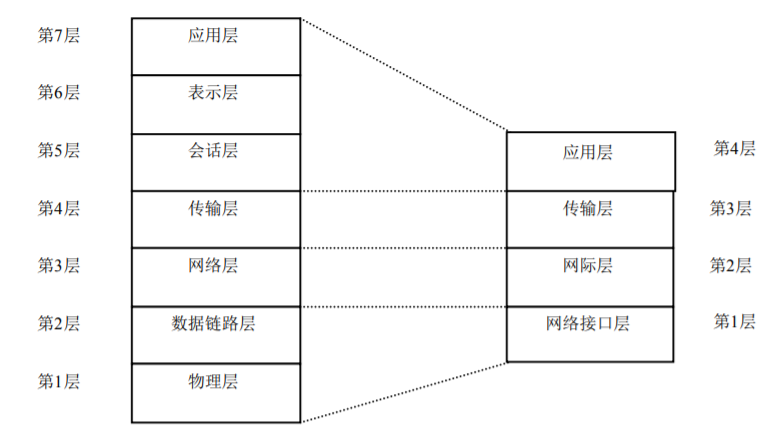 第7层 应用层
第6层 表示层
第5层 会话层 应用层 第4层
第4层 传输层 传输层 第3层
第3层 网络层 网际层 第2层
第2层 数据链路层 网络接口层 第1层
第1层 物理层